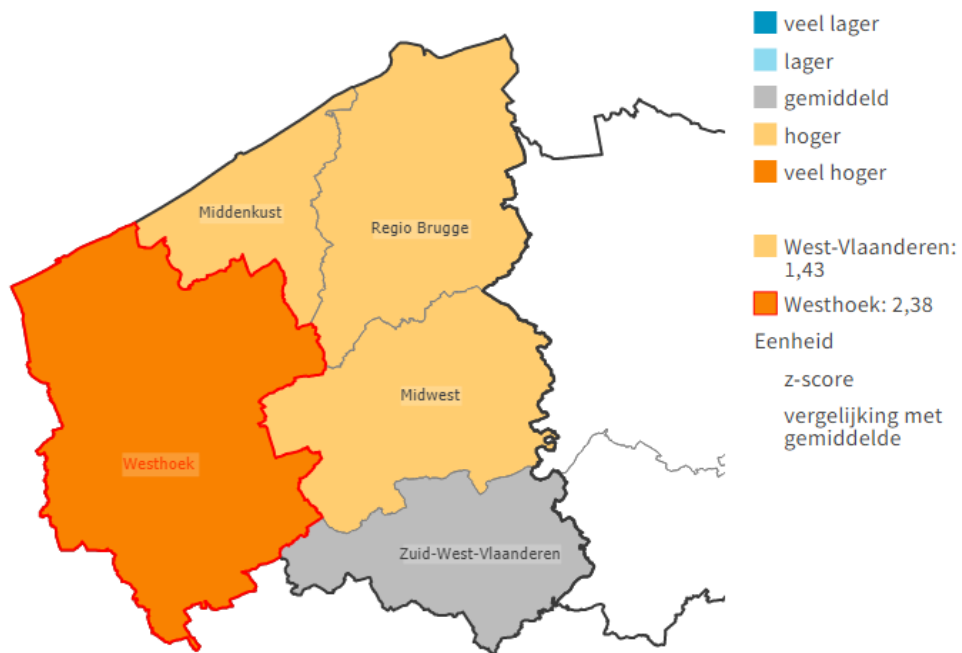 veel lager
lager
gemiddeld
hoger
veel hoger
West-Vlaanderen:
1,43
Westhoek: 2,38
Eenheid
z-score
vergelijking met
gemiddelde
Middenkust
Regio Brugge
Midwest
Westhoek
Zuid-West-Vlaanderen